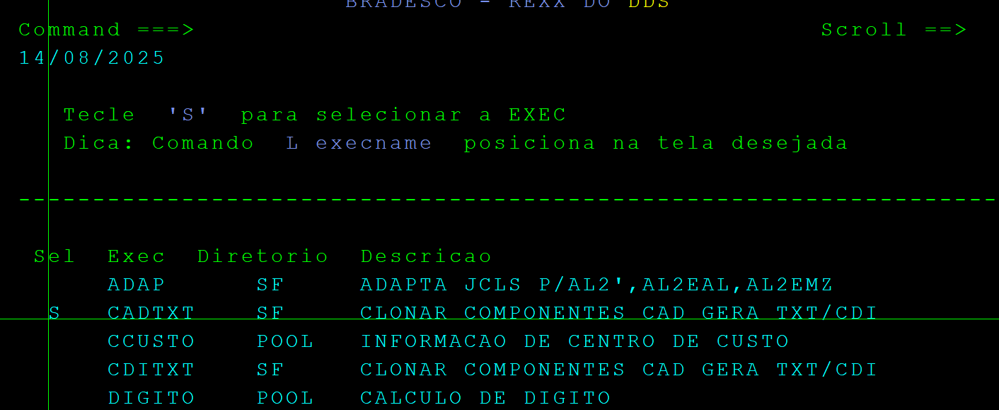 BRADESCO - REXX DO DDS
Command ===> Scroll ==>
14/08/2025
Tecle 'S' para selecionar a EXEC
Dica: Comando L execname posiciona na tela desejada
-------------------------------------------------------------------
Sel Exec Diretorio Descricao
ADAP SF ADAPTA JCLS P/AL2',AL2EAL,AL2EMZ
S CADTXT SF CLONAR COMPONENTES CAD GERA TXT/CDI
CCUSTO POOL INFORMACAO DE CENTRO DE CUSTO
CDITXT SF CLONAR COMPONENTES CAD GERA TXT/CDI
DIGITO POOL CALCULO DE DIGITO